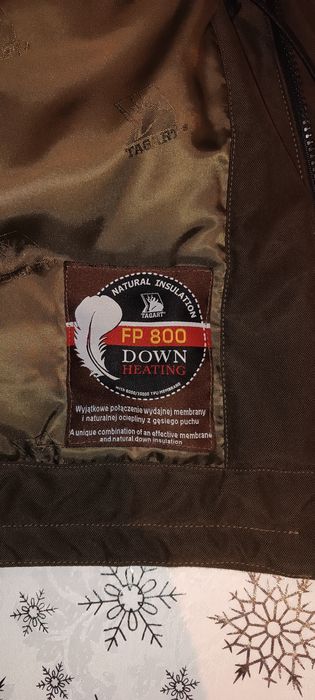 TAGART
NATURAL INSULATION
TAGART
FP 800
DOWN
HEATING
Wyjątkowe połączenie wydajnej membrany
i naturalnej ociepliny z gęsiego puchu
A unique combination of an effective membrane
and natural down insulation